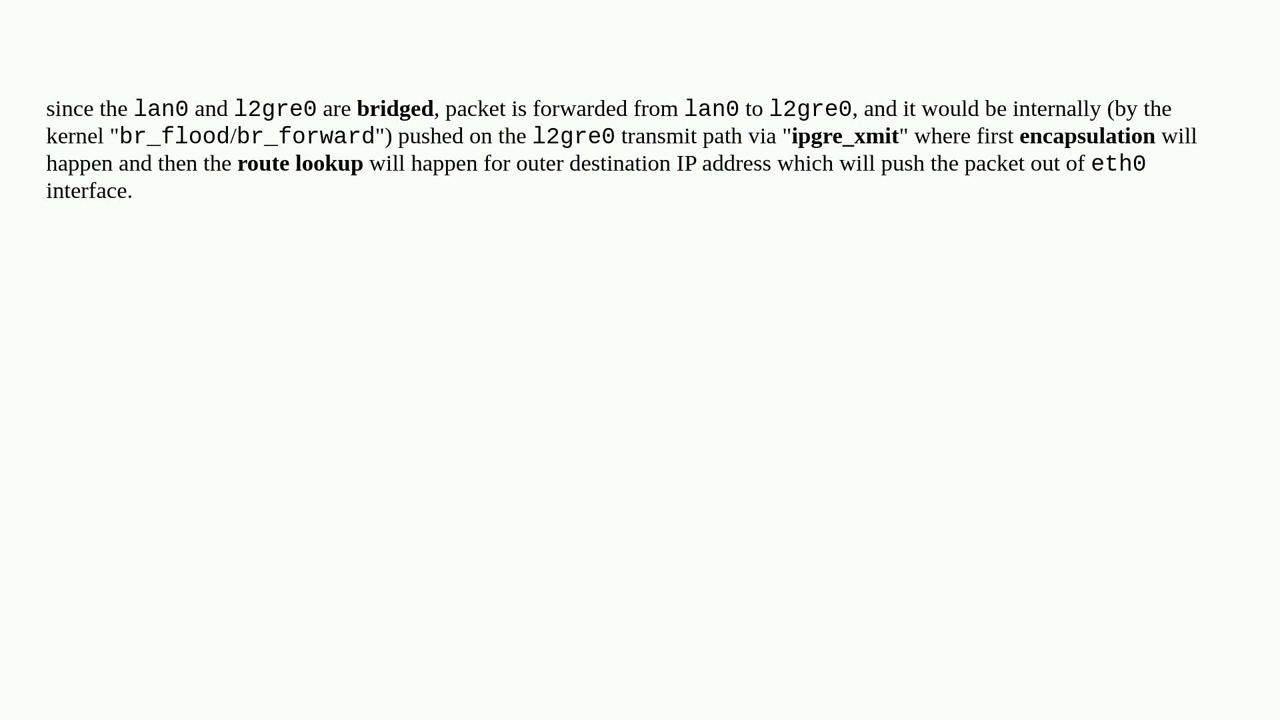 since the lan0 and l2gre0 are bridged, packet is forwarded from lan0 to l2gre0, and it would be internally (by the
kernel "br_flood/br_forward") pushed on the l2gre0 transmit path via "ipgre_xmit" where first encapsulation will
happen and then the route lookup will happen for outer destination IP address which will push the packet out of eth0
interface.